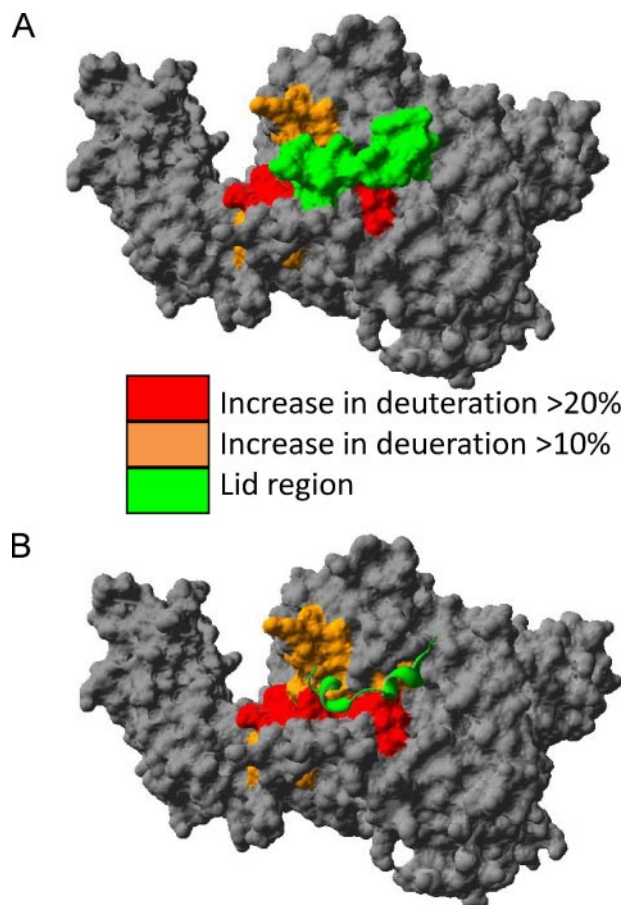 A
Increase in deuteration >20%
Increase in deueration >10%
Lid region
B